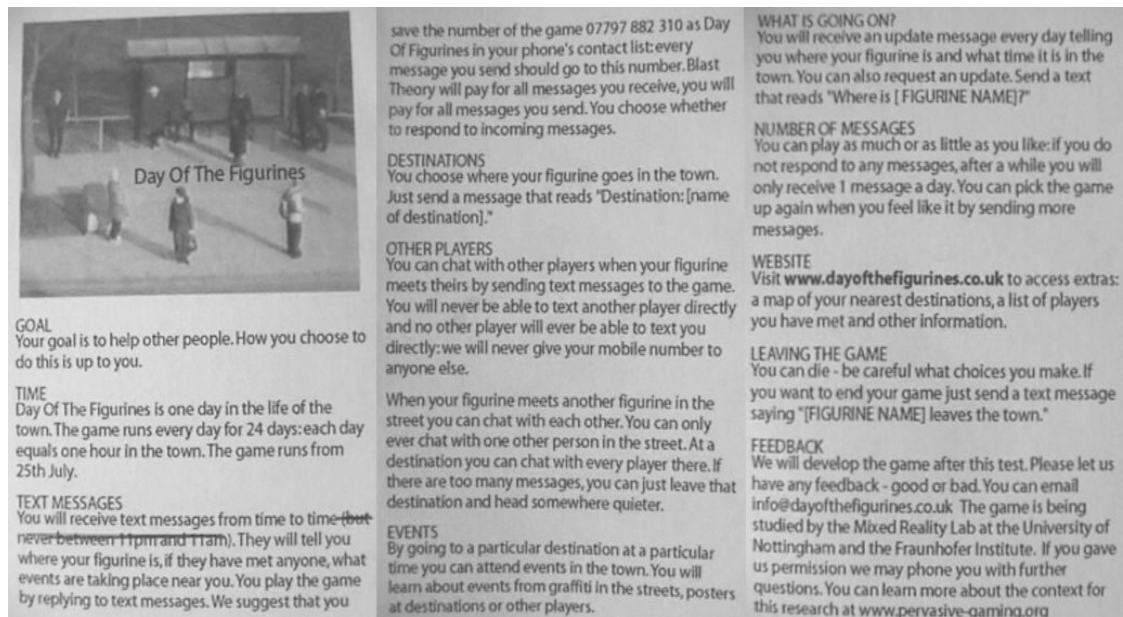 Day Of The Figurines
GOAL
Your goal is to help other people. How you choose to
do this is up to you.
TIME
Day Of The Figurines is one day in the life of the
town. The game runs every day for 24 days: each day
equals one hour in the town. The game runs from
25th July.
TEXT MESSAGES
You will receive text messages from time to time (but
never between 11pm and 11am). They will tell you
where your figurine is, if they have met anyone, what
events are taking place near you. You play the game
by replying to text messages. We suggest that you
save the number of the game 07797 882 310 as Day
Of Figurines in your phone's contact list: every
message you send should go to this number. Blast
Theory will pay for all messages you receive, you will
pay for all messages you send. You choose whether
to respond to incoming messages.
DESTINATIONS
You choose where your figurine goes in the town.
Just send a message that reads "Destination: [name
of destination]."
OTHER PLAYERS
You can chat with other players when your figurine
meets theirs by sending text messages to the game.
You will never be able to text another player directly
and no other player will ever be able to text you
directly: we will never give your mobile number to
anyone else.
When your figurine meets another figurine in the
street you can chat with each other. You can only
ever chat with one other person in the street. At a
destination you can chat with every player there. If
there are too many messages, you can just leave that
destination and head somewhere quieter.
EVENTS
By going to a particular destination at a particular
time you can attend events in the town. You will
learn about events from graffiti in the streets, posters
at destinations or other players.
WHAT IS GOING ON?
You will receive an update message every day telling
you where your figurine is and what time it is in the
town. You can also request an update. Send a text
that reads "Where is [ FIGURINE NAME]?"
NUMBER OF MESSAGES
You can play as much or as little as you like: if you do
not respond to any messages, after a while you will
only receive 1 message a day. You can pick the game
up again when you feel like it by sending more
messages.
WEBSITE
Visit www.dayofthefigurines.co.uk to access extras:
a map of your nearest destinations, a list of players
you have met and other information.
LEAVING THE GAME
You can die - be careful what choices you make. If
you want to end your game just send a text message
saying "[FIGURINE NAME] leaves the town."
FEEDBACK
We will develop the game after this test. Please let us
have any feedback - good or bad. You can email
info@dayofthefigurines.co.uk The game is being
studied by the Mixed Reality Lab at the University of
Nottingham and the Fraunhofer Institute. If you gave
us permission we may phone you with further
questions. You can learn more about the context for
this research at www.pervasive-gaming.org